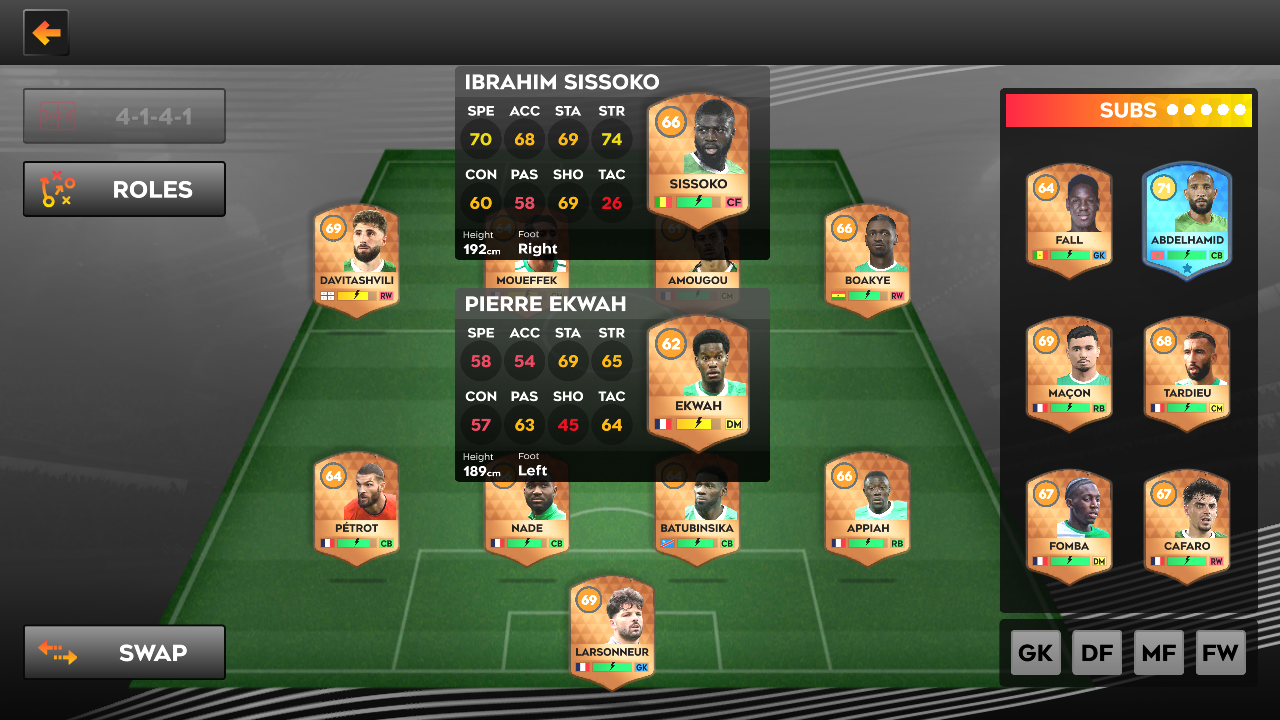 4-1-4-1
ROLES
IBRAHIM SISSOKO
SPE ACC STA STR
70 68 69 74
CON PAS SHO TAC
60 58 69 26
Height Foot
192cm Right
66
SISSOKO
CF
PIERRE EKWAH
SPE ACC STA STR
58 54 69 65
CON PAS SHO TAC
57 63 45 64
Height Foot
189cm Left
62
EKWAH
DM
69
DAVITASHVILI
RW
MOUEFFEK
AMOUGOU
CM
66
BOAKYE
RW
64
PÉTROT
CB
NADE
CB
BATUBINSIKA
CB
66
APPIAH
RB
69
LARSONNEUR
GK
SUBS
64
FALL
GK
71
ABDELHAMID
CB
69
MAÇON
RB
68
TARDIEU
CM
67
FOMBA
DM
67
CAFARO
RW
SWAP
GK DF MF FW